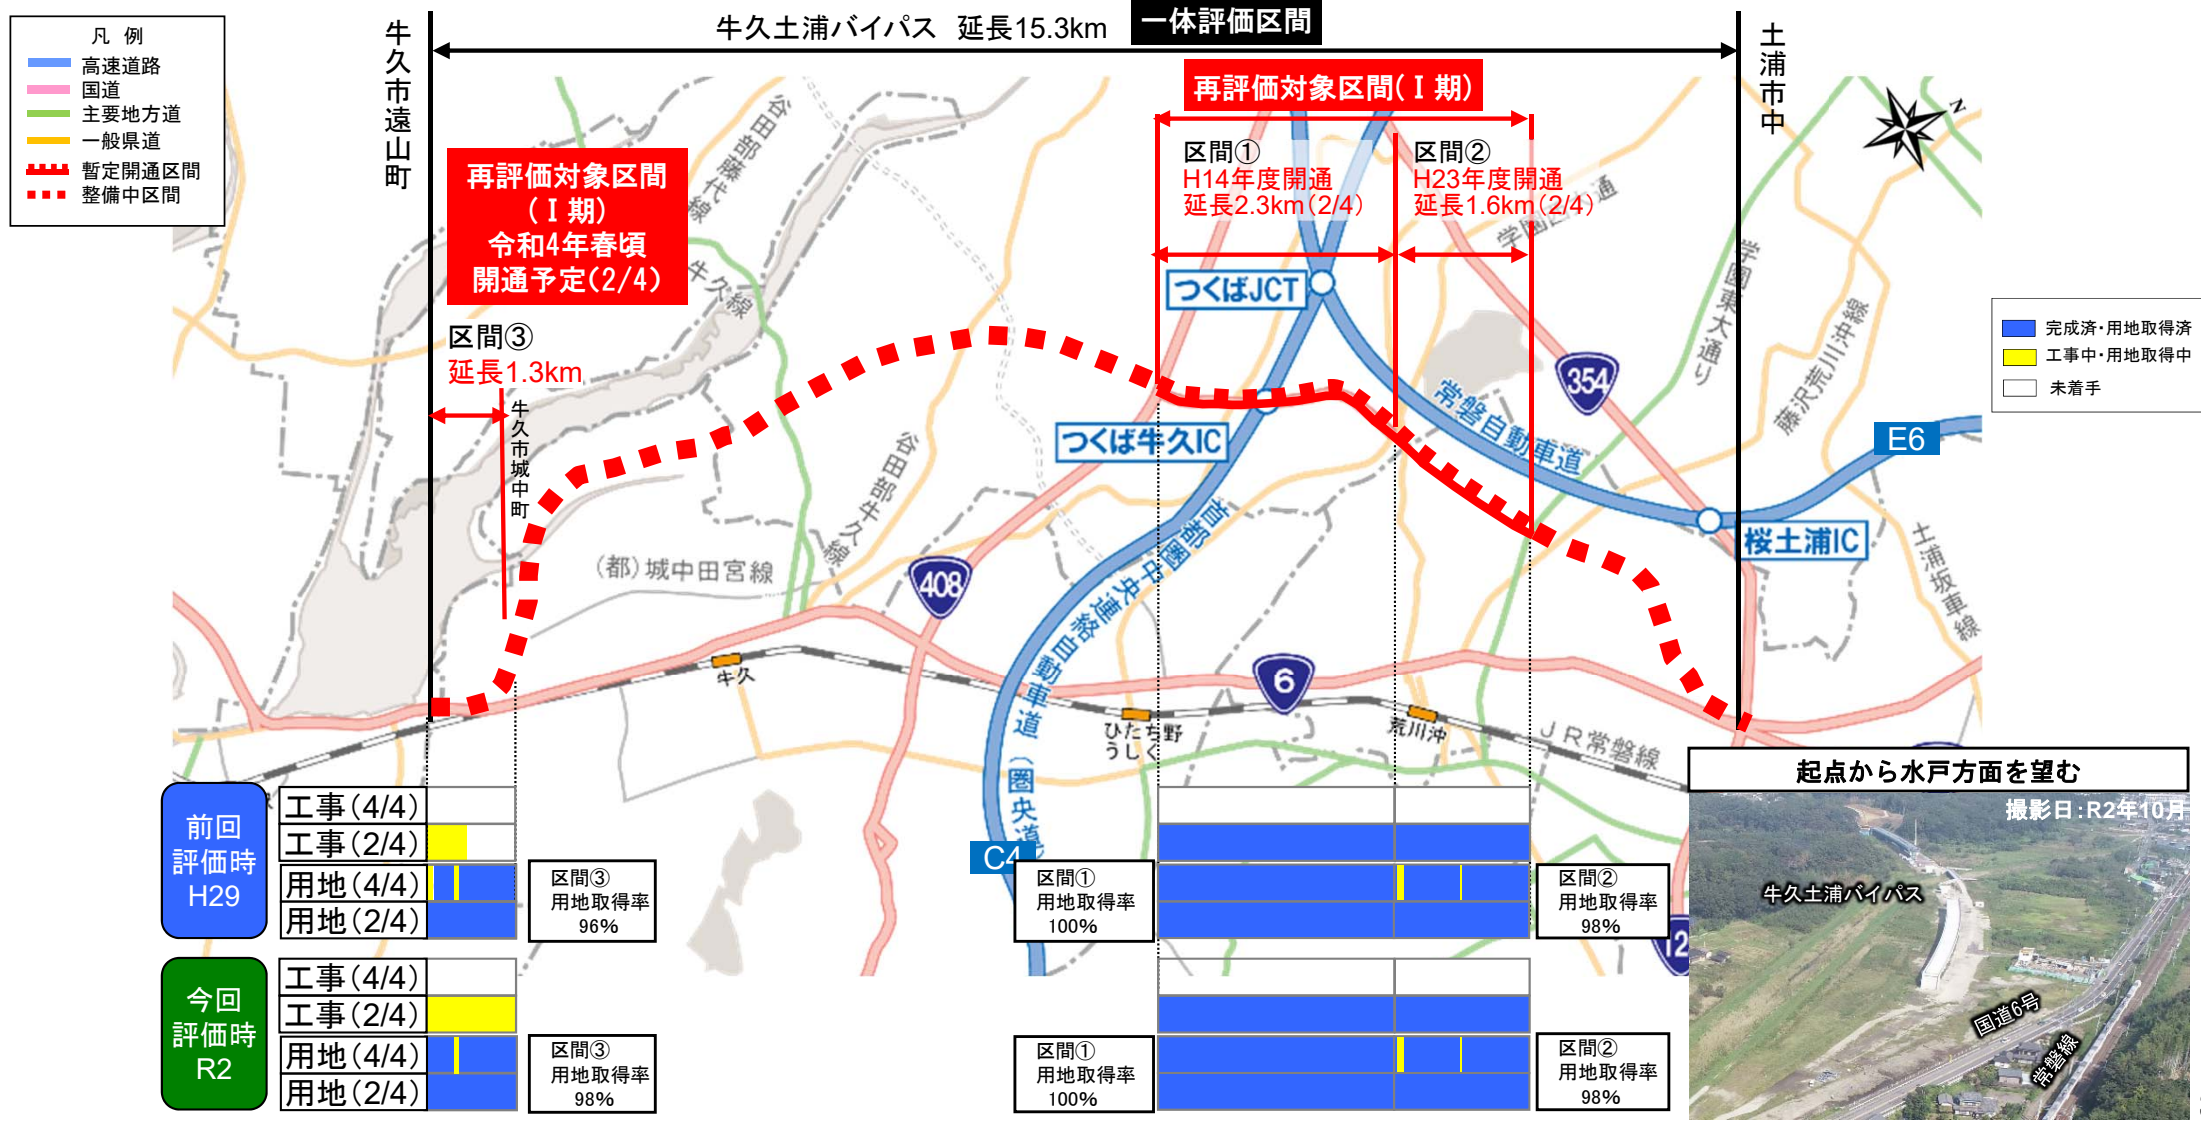 牛久土浦バイパス 延長15.3km
一体評価区間
凡 例
高速道路
国道
主要地方道
一般県道
暫定開通区間
整備中区間
牛久市遠山町
土浦市中
再評価対象区間(Ⅰ期)
区間①
H14年度開通
延長2.3km(2/4)
区間②
H23年度開通
延長1.6km(2/4)
再評価対象区間
(Ⅰ期)
令和4年春頃
開通予定(2/4)
区間③
延長1.3km
牛久市城中町
谷田部藤代線
牛久線
谷田部牛久線
(都)城中田宮線
つくばJCT
つくば牛久IC
桜土浦IC
常磐自動車道
首都圏中央連絡自動車道
(圏央道)
学園東大通り
藤沢荒川沖線
土浦坂車線
354
408
6
E6
C4
N
牛久
ひたち野
うしく
荒川沖
JR常磐線
完成済・用地取得済
工事中・用地取得中
未着手
前回
評価時
H29
工事(4/4)
工事(2/4)
用地(4/4)
用地(2/4)
区間③
用地取得率
96%
区間①
用地取得率
100%
区間②
用地取得率
98%
今回
評価時
R2
工事(4/4)
工事(2/4)
用地(4/4)
用地(2/4)
区間③
用地取得率
98%
区間①
用地取得率
100%
区間②
用地取得率
98%
起点から水戸方面を望む
撮影日:R2年10月
牛久土浦バイパス
国道6号
常磐線